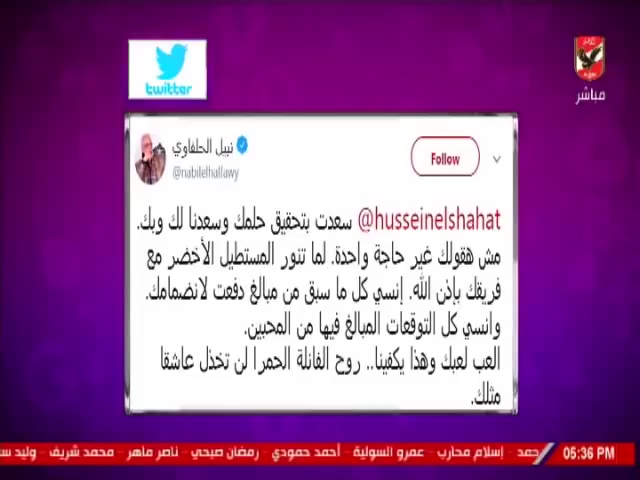 twitter
مباشر
نبيل الحلفاوي
@nabilelhallawy
Follow
@husseinelshahat سعدت بتحقيق حلمك وسعدنا لك وبك.
مش هقولك غير حاجة واحدة. لما تنور المستطيل الأخضر مع
فريقك بإذن الله. إنسي كل ما سبق من مبالغ دفعت لانضمامك.
وانسي كل التوقعات المبالغ فيها من المحبين.
العب لعبك وهذا يكفينا.. روح الفانلة الحمرا لن تخذل عاشقا
مثلك.
إسلام محارب - عمرو السولية - أحمد حمودي - رمضان صبحي - ناصر ماهر - محمد شريف - وليد
05:36 PM